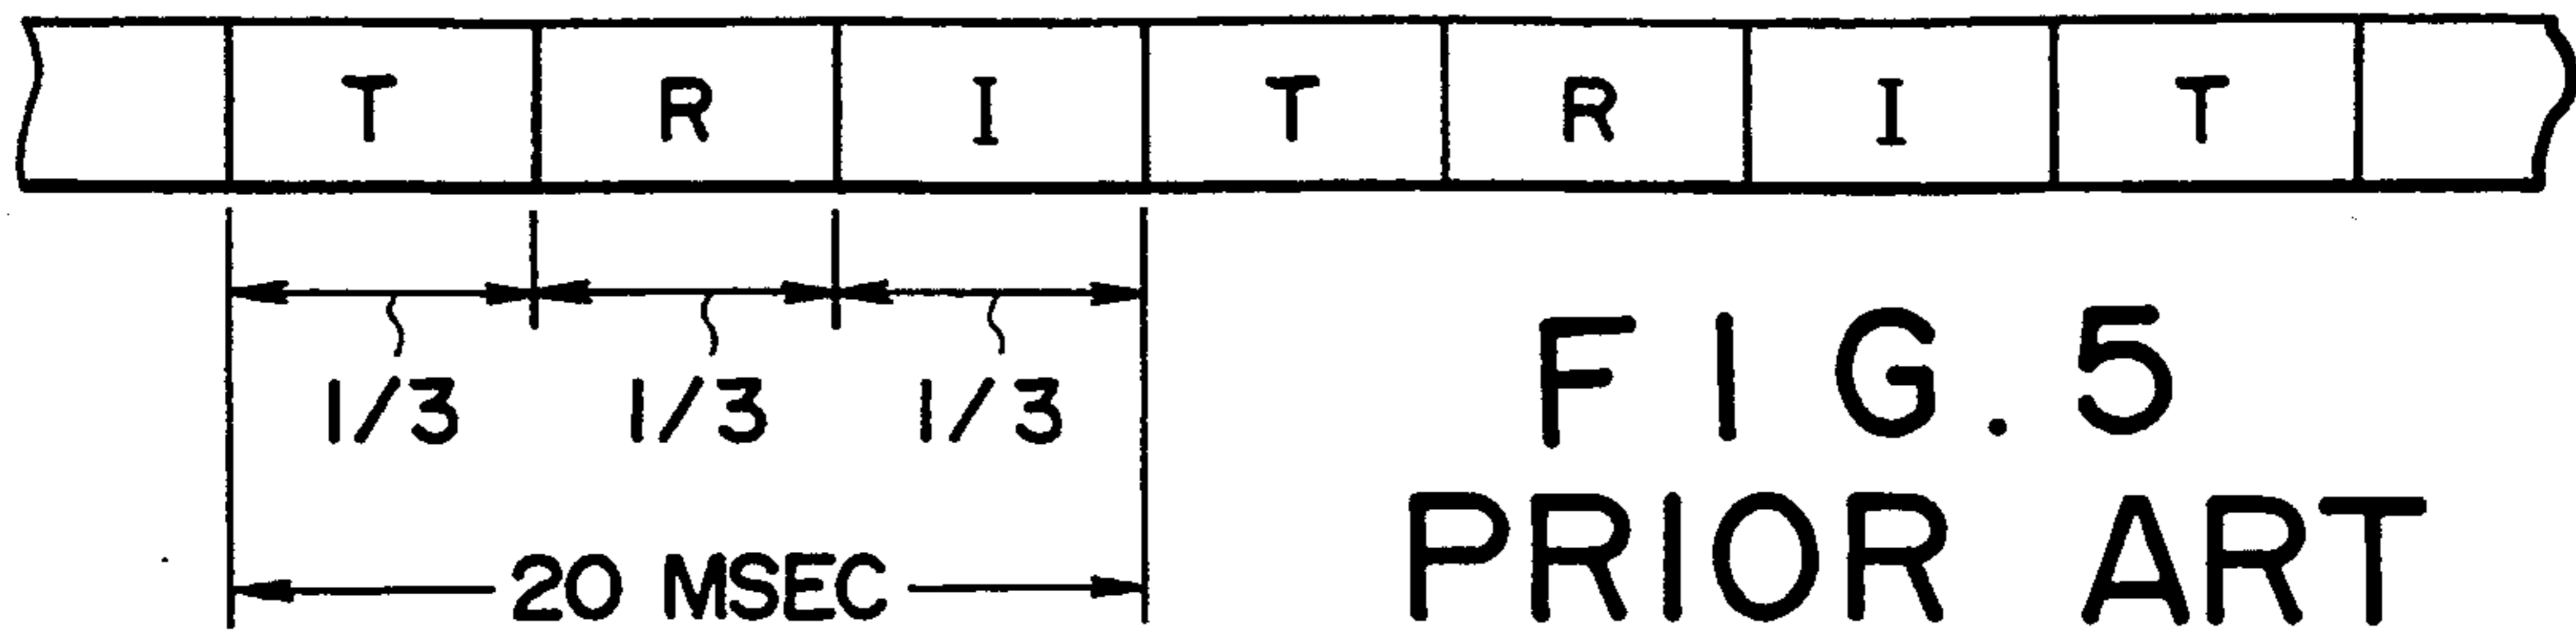 T R I T R I T
1/3 1/3 1/3
20 MSEC
FIG.5
PRIOR ART